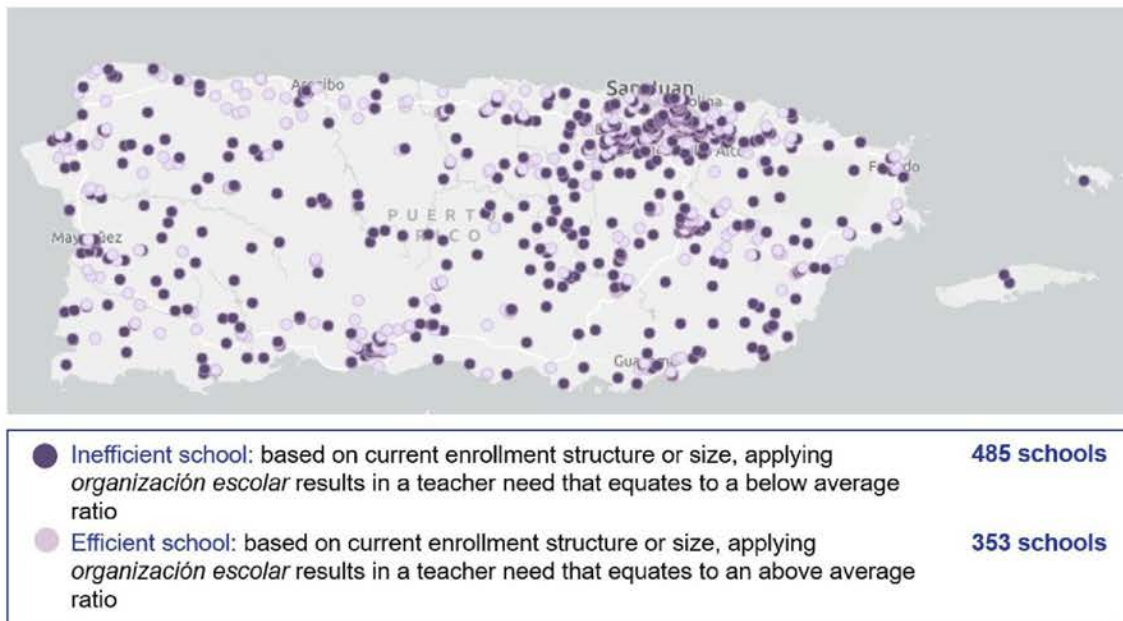 San Juan
Arecibo
PUERTO
RICO
Mayagüez
Inefficient school: based on current enrollment structure or size, applying
organización escolar results in a teacher need that equates to a below average
ratio
485 schools
Efficient school: based on current enrollment structure or size, applying
organización escolar results in a teacher need that equates to an above average
ratio
353 schools